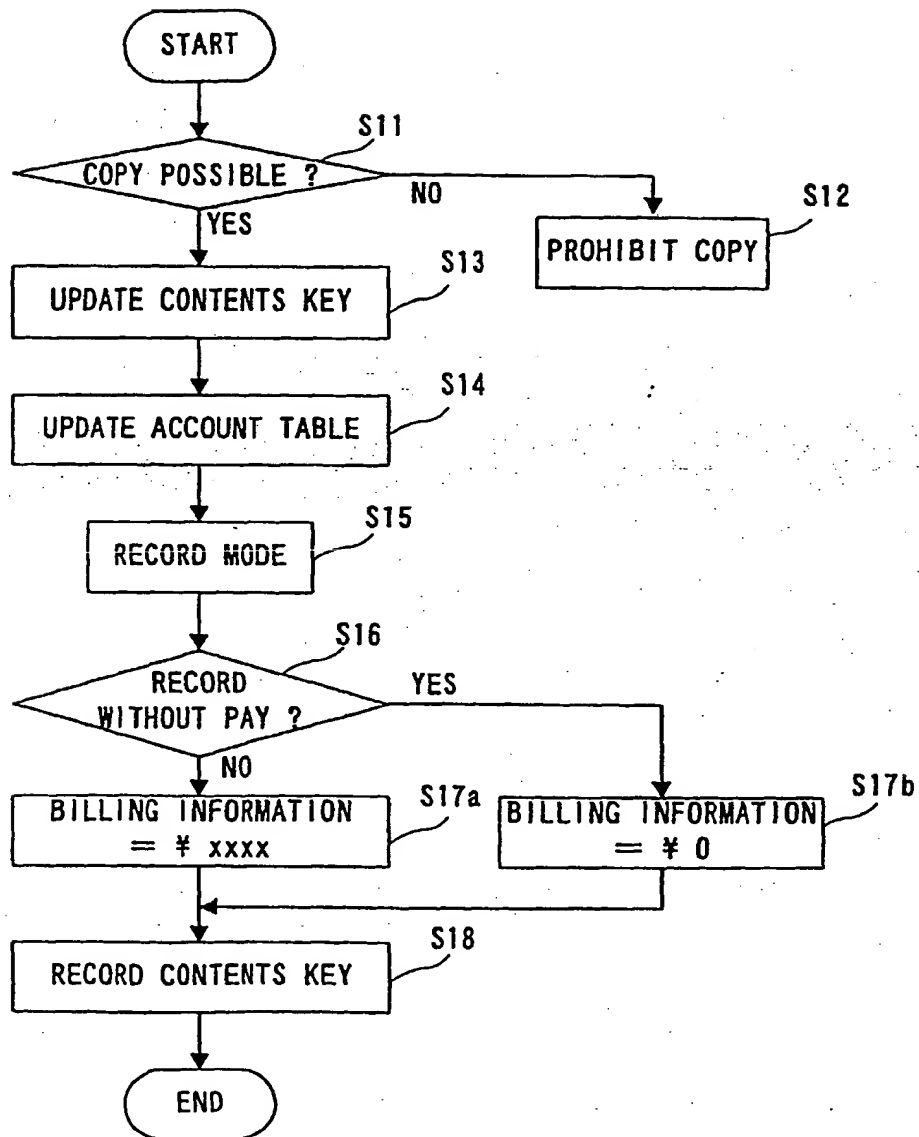 START
S11
COPY POSSIBLE ?
NO
S12
YES
PROHIBIT COPY
S13
UPDATE CONTENTS KEY
S14
UPDATE ACCOUNT TABLE
S15
RECORD MODE
S16
RECORD
WITHOUT PAY ?
YES
NO
S17a
BILLING INFORMATION
= ¥ xxxx
S17b
BILLING INFORMATION
= ¥ 0
S18
RECORD CONTENTS KEY
END